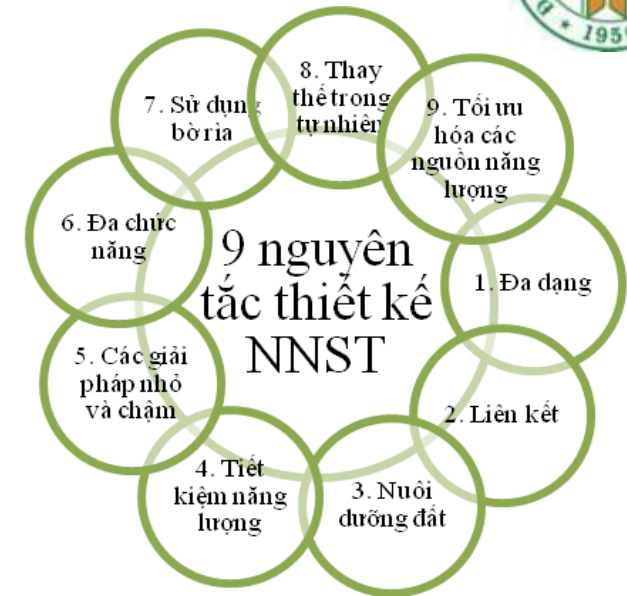 9 nguyên
tắc thiết kế
NNST
1. Đa dạng
2. Liên kết
3. Nuôi
dưỡng đất
4. Tiết
kiệm năng
lượng
5. Các giải
pháp nhỏ
và chậm
6. Đa chức
năng
7. Sử dụng
bờ rìa
8. Thay
thế trong
tự nhiên
9. Tối ưu
hóa các
nguồn năng
lượng